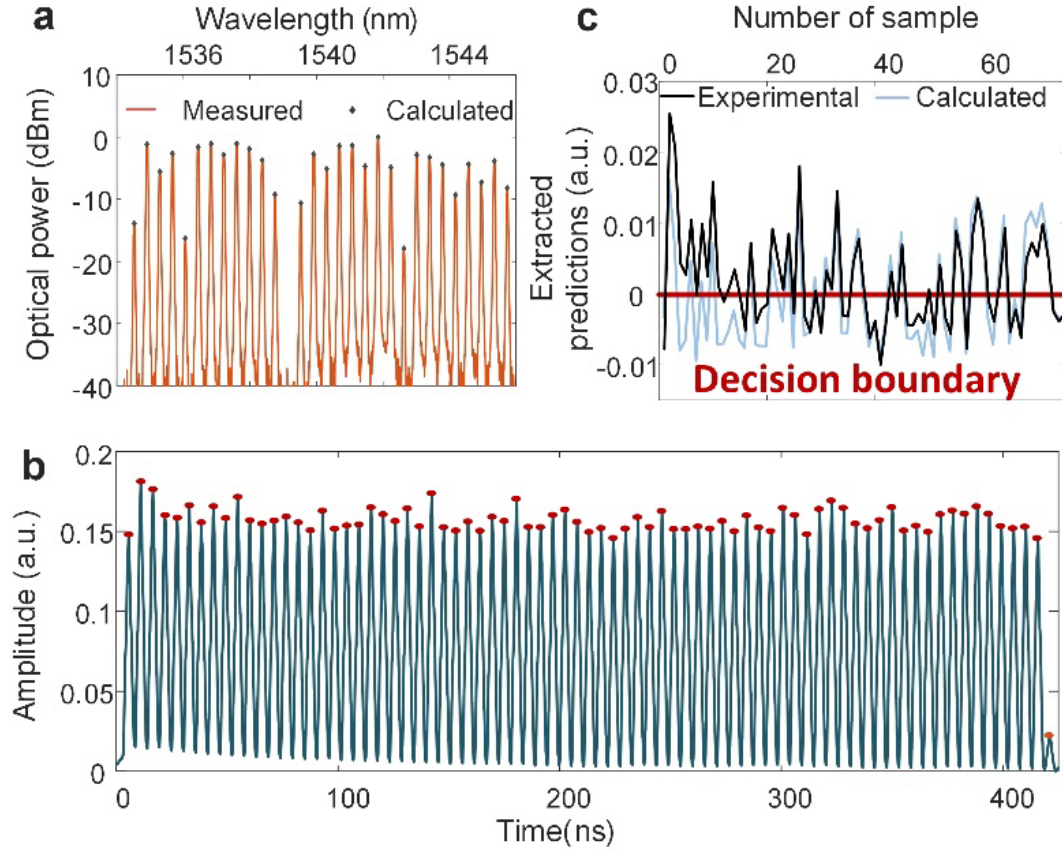 a
Wavelength (nm)
1536 1540 1544
10
0
-10
-20
-30
-40
Optical power (dBm)
Measured Calculated
c
Number of sample
0 20 40 60
0.03
0.02
0.01
0
-0.01
Extracted
predictions (a.u.)
Experimental Calculated
Decision boundary
b
0.2
0.15
0.1
0.05
0
Amplitude (a.u.)
0 100 200 300 400
Time(ns)